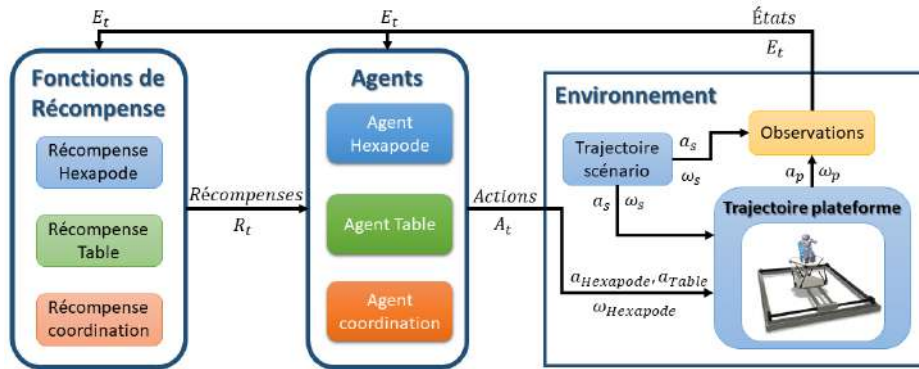 E_t
E_t
États
E_t
Fonctions de
Récompense
Récompense
Hexapode
Récompense
Table
Récompense
coordination
Récompenses
R_t
Agents
Agent
Hexapode
Agent Table
Agent
coordination
Actions
A_t
Environnement
Trajectoire
scénario
a_s
ω_s
Observations
a_s ω_s
a_p ω_p
Trajectoire plateforme
a_Hexapode, a_Table
ω_Hexapode